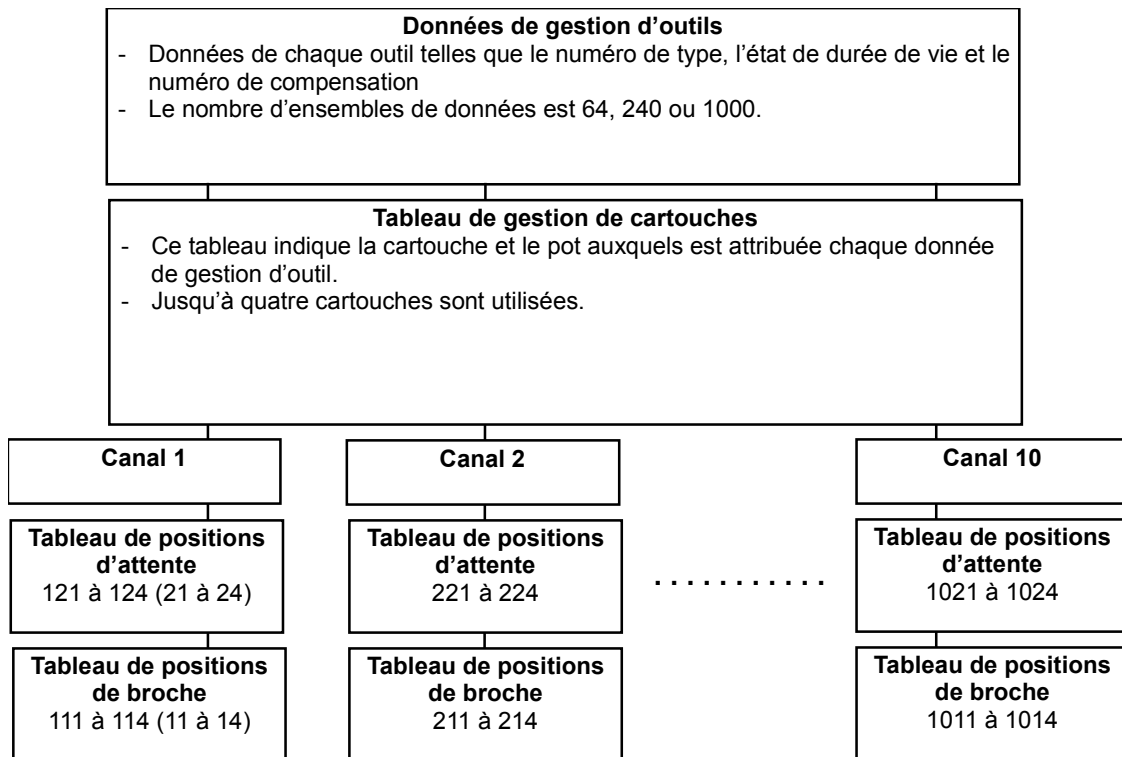 Données de gestion d’outils
- Données de chaque outil telles que le numéro de type, l’état de durée de vie et le
numéro de compensation
- Le nombre d’ensembles de données est 64, 240 ou 1000.
Tableau de gestion de cartouches
- Ce tableau indique la cartouche et le pot auxquels est attribuée chaque donnée
de gestion d’outil.
- Jusqu’à quatre cartouches sont utilisées.
Canal 1
Canal 2
Canal 10
Tableau de positions
d’attente
121 à 124 (21 à 24)
Tableau de positions
d’attente
221 à 224
. . . . . . . . . . .
Tableau de positions
d’attente
1021 à 1024
Tableau de positions
de broche
111 à 114 (11 à 14)
Tableau de positions
de broche
211 à 214
Tableau de positions
de broche
1011 à 1014